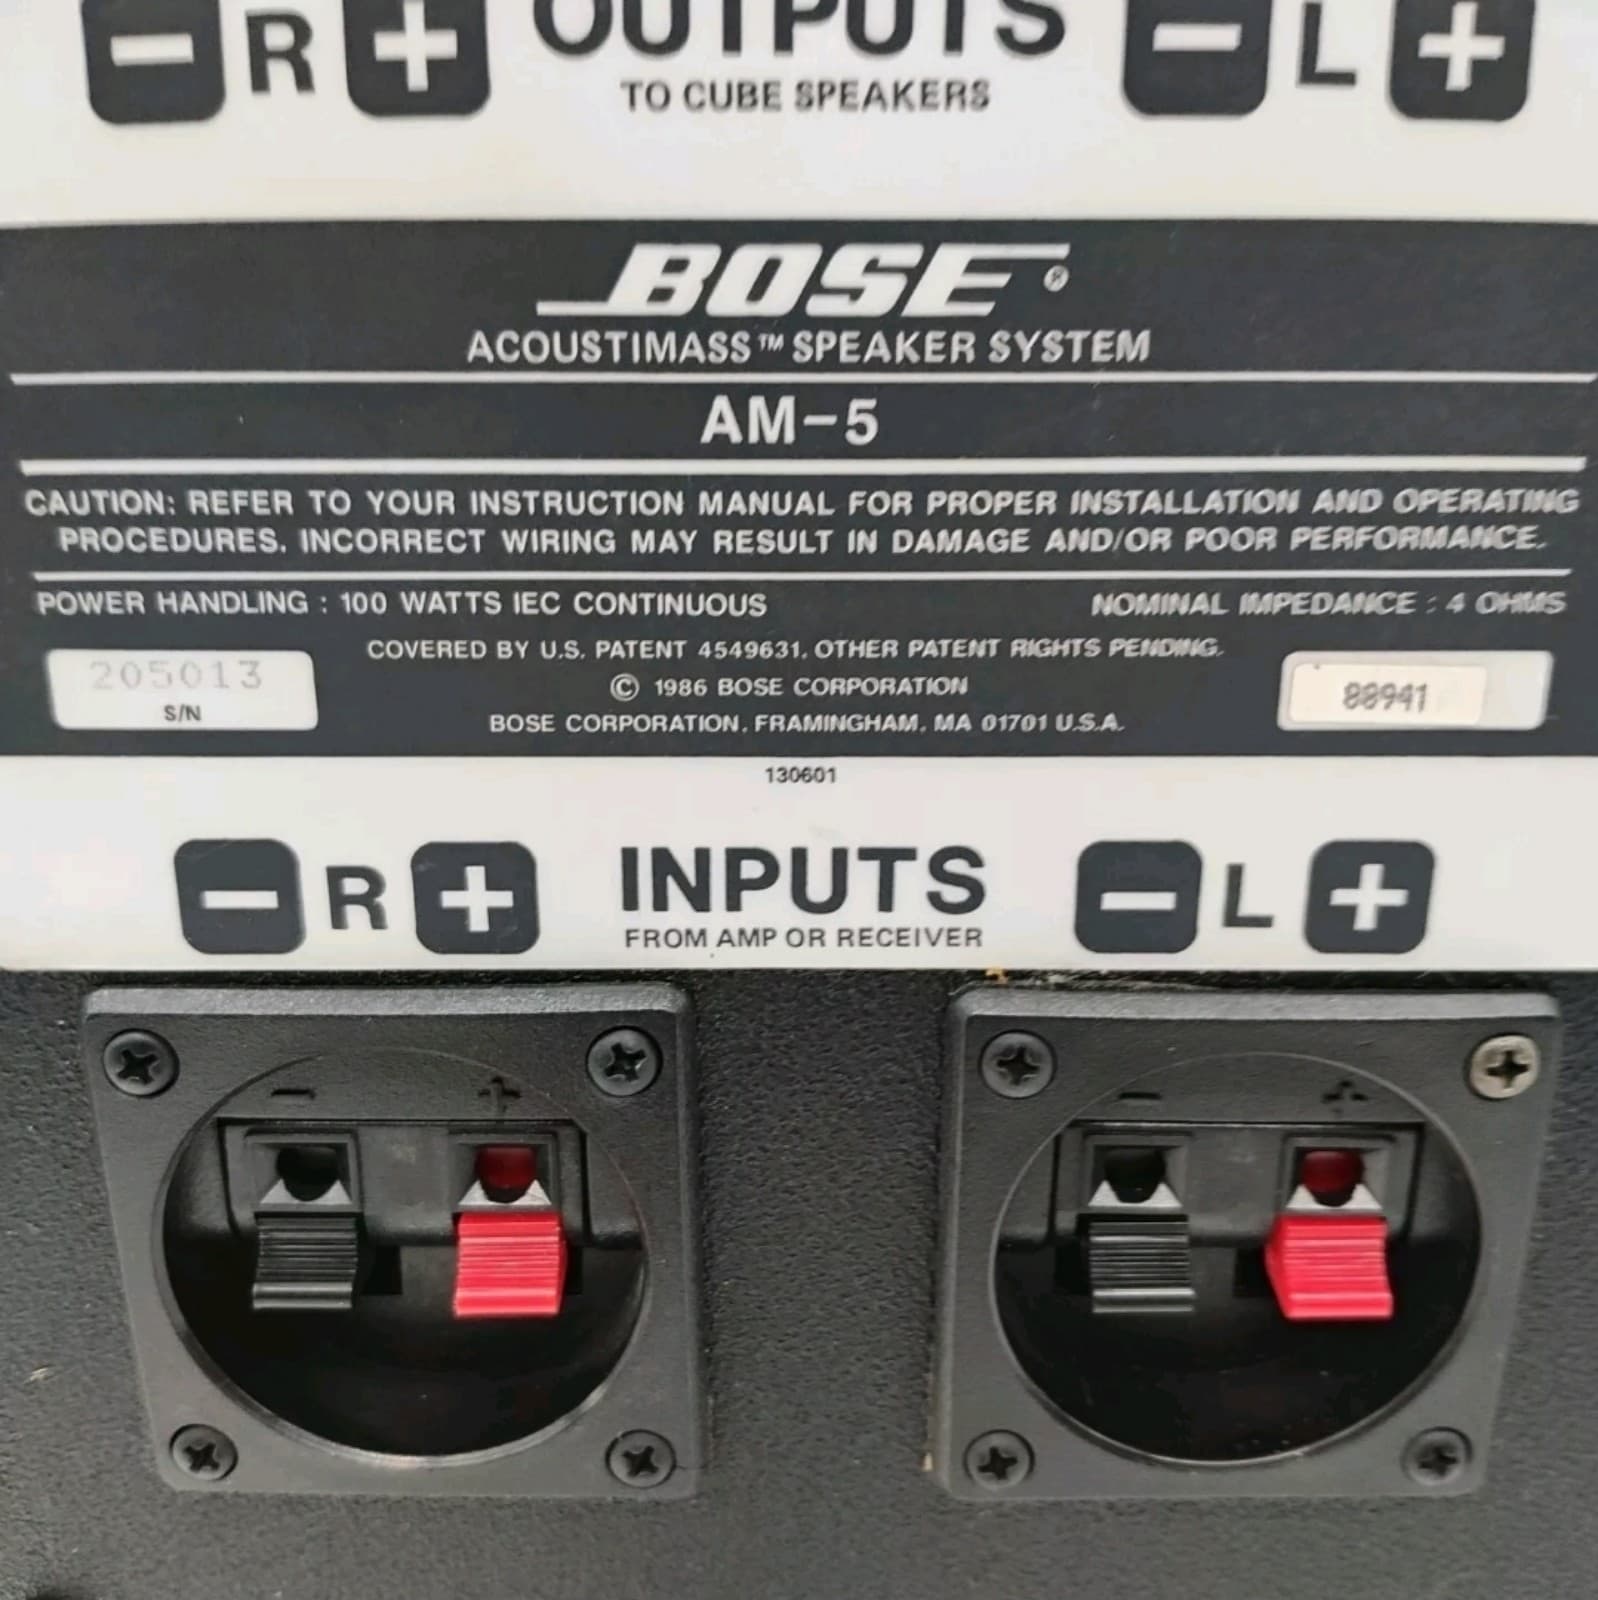 − R + OUTPUTS − L +
TO CUBE SPEAKERS
BOSE®
ACOUSTIMASS™ SPEAKER SYSTEM
AM-5
CAUTION: REFER TO YOUR INSTRUCTION MANUAL FOR PROPER INSTALLATION AND OPERATING
PROCEDURES. INCORRECT WIRING MAY RESULT IN DAMAGE AND/OR POOR PERFORMANCE.
POWER HANDLING : 100 WATTS IEC CONTINUOUS NOMINAL IMPEDANCE : 4 OHMS
COVERED BY U.S. PATENT 4549631, OTHER PATENT RIGHTS PENDING.
205013
S/N
© 1986 BOSE CORPORATION
88941
BOSE CORPORATION, FRAMINGHAM, MA 01701 U.S.A.
130601
− R + INPUTS − L +
FROM AMP OR RECEIVER
− + − +